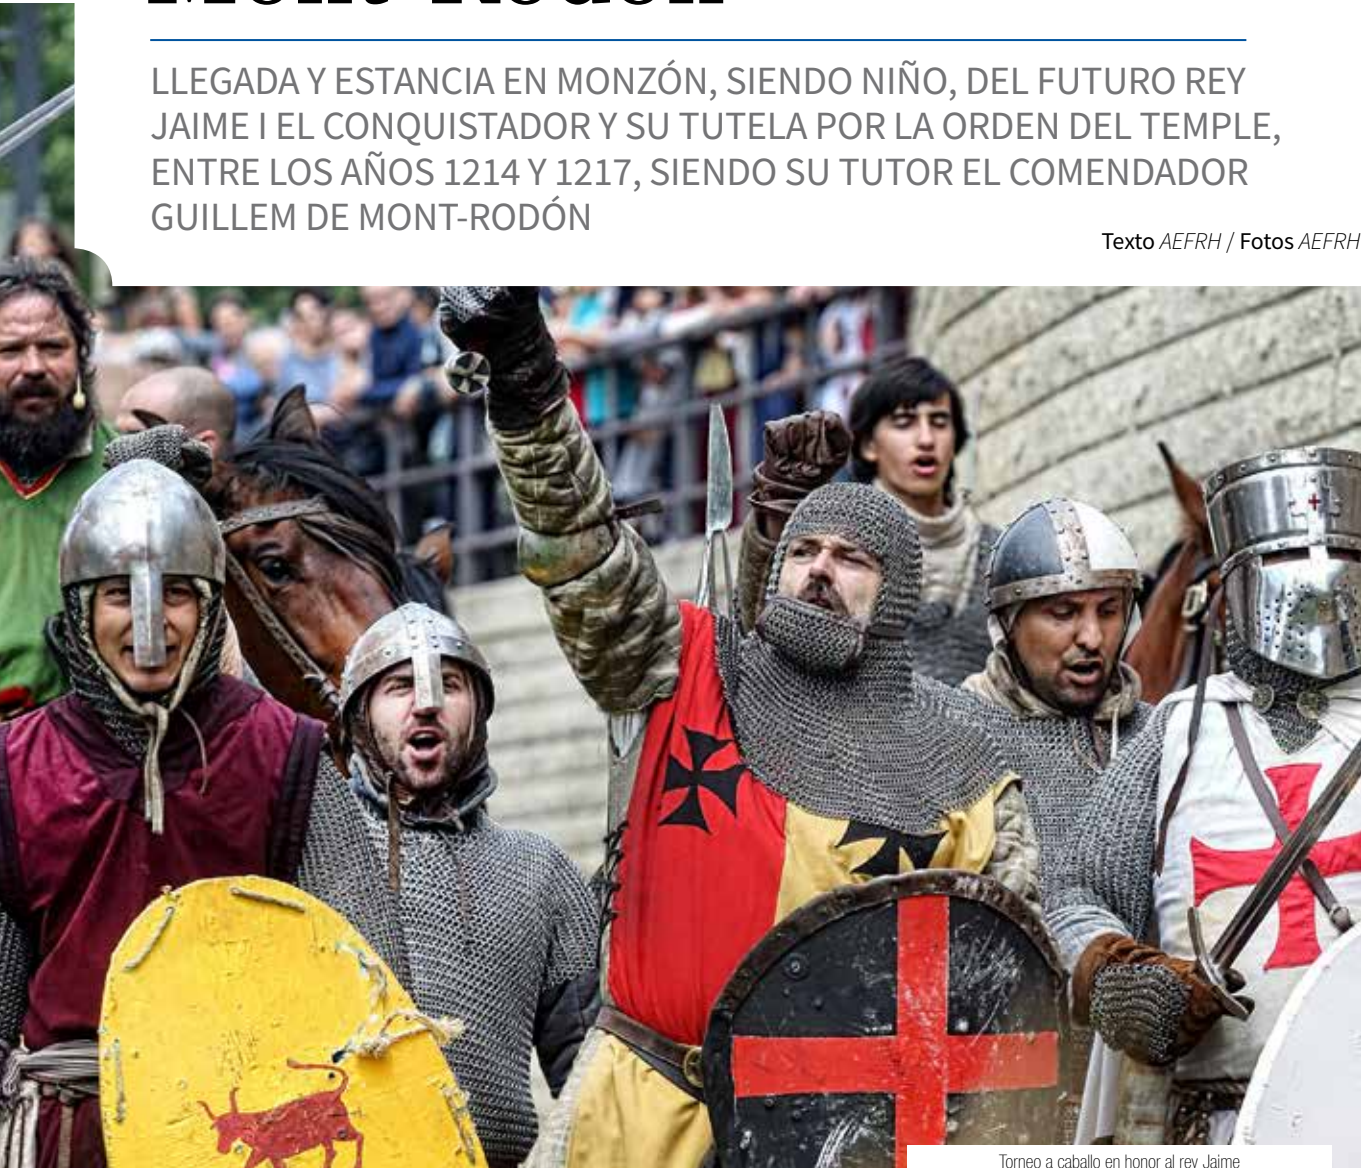 LLEGADA Y ESTANCIA EN MONZÓN, SIENDO NIÑO, DEL FUTURO REY
JAIME I EL CONQUISTADOR Y SU TUTELA POR LA ORDEN DEL TEMPLE,
ENTRE LOS AÑOS 1214 Y 1217, SIENDO SU TUTOR EL COMENDADOR
GUILLEM DE MONT-RODÓN
Texto AEFRH / Fotos AEFRH
Torneo a caballo en honor al rey Jaime